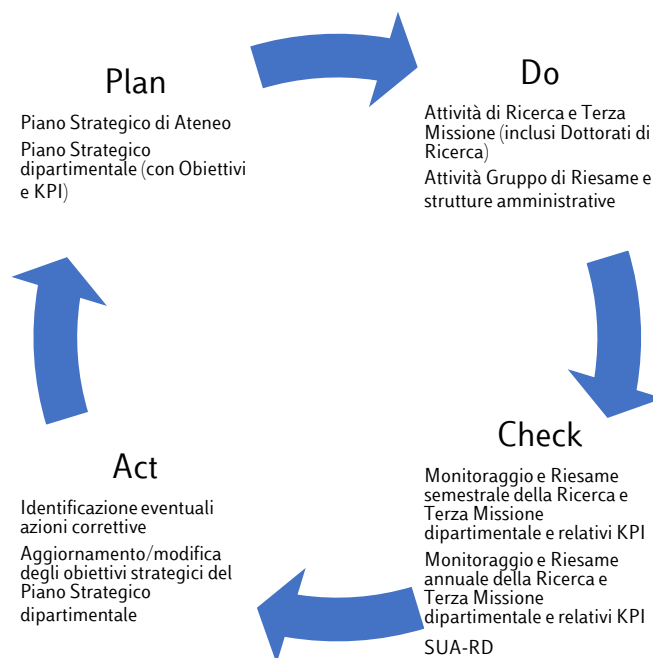 Plan
Piano Strategico di Ateneo
Piano Strategico
dipartimentale (con Obiettivi
e KPI)
Do
Attività di Ricerca e Terza
Missione (inclusi Dottorati di
Ricerca)
Attività Gruppo di Riesame e
strutture amministrative
Check
Monitoraggio e Riesame
semestrale della Ricerca e
Terza Missione
dipartimentale e relativi KPI
Monitoraggio e Riesame
annuale della Ricerca e
Terza Missione
dipartimentale e relativi KPI
SUA-RD
Act
Identificazione eventuali
azioni correttive
Aggiornamento/modifica
degli obiettivi strategici del
Piano Strategico
dipartimentale